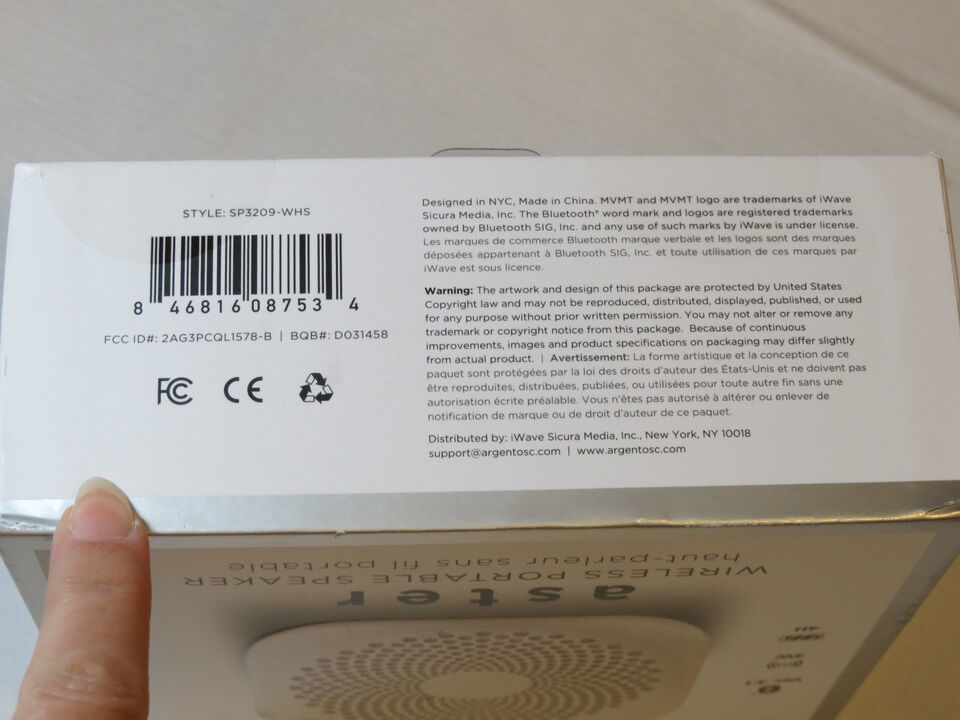 STYLE: SP3209-WHS
8 46816 08753 4
FCC ID#: 2AG3PCQL1578-B | BQB#: D031458
FC CE
Designed in NYC, Made in China. MVMT and MVMT logo are trademarks of iWave
Sicura Media, Inc. The Bluetooth® word mark and logos are registered trademarks
owned by Bluetooth SIG, Inc. and any use of such marks by iWave is under license.
Les marques de commerce Bluetooth marque verbale et les logos sont des marques
déposées appartenant à Bluetooth SIG, Inc. et toute utilisation de ces marques par
iWave est sous licence.
Warning: The artwork and design of this package are protected by United States
Copyright law and may not be reproduced, distributed, displayed, published, or used
for any purpose without prior written permission. You may not alter or remove any
trademark or copyright notice from this package. Because of continuous
improvements, images and product specifications on packaging may differ slightly
from actual product. | Avertissement: La forme artistique et la conception de ce
paquet sont protégées par la loi des droits d'auteur des États-Unis et ne doivent pas
être reproduites, distribuées, publiées, ou utilisées pour toute autre fin sans une
autorisation écrite préalable. Vous n'êtes pas autorisé à altérer ou enlever de
notification de marque ou de droit d'auteur de ce paquet.
Distributed by: iWave Sicura Media, Inc., New York, NY 10018
support@argentosc.com | www.argentosc.com
aster
WIRELESS PORTABLE SPEAKER
haut-parleur sans fil portable
4H
3W
Ver. 4.1